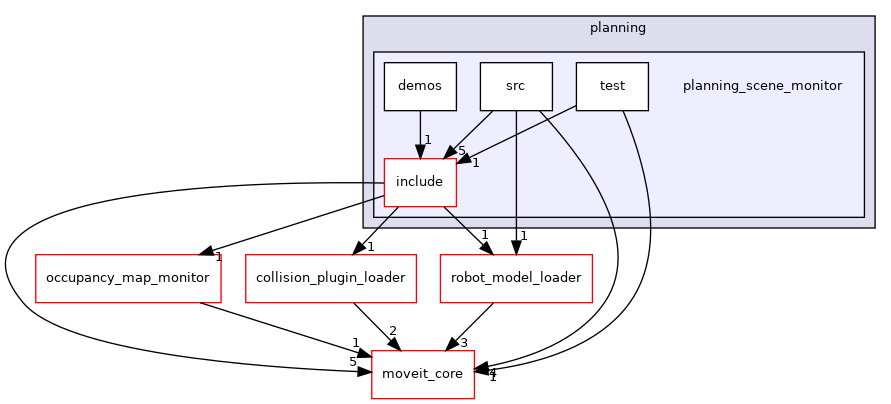 planning
demos
src
test
planning_scene_monitor
1
5
1
include
1
1
1
1
occupancy_map_monitor
collision_plugin_loader
robot_model_loader
1
2
3
5
4
1
moveit_core